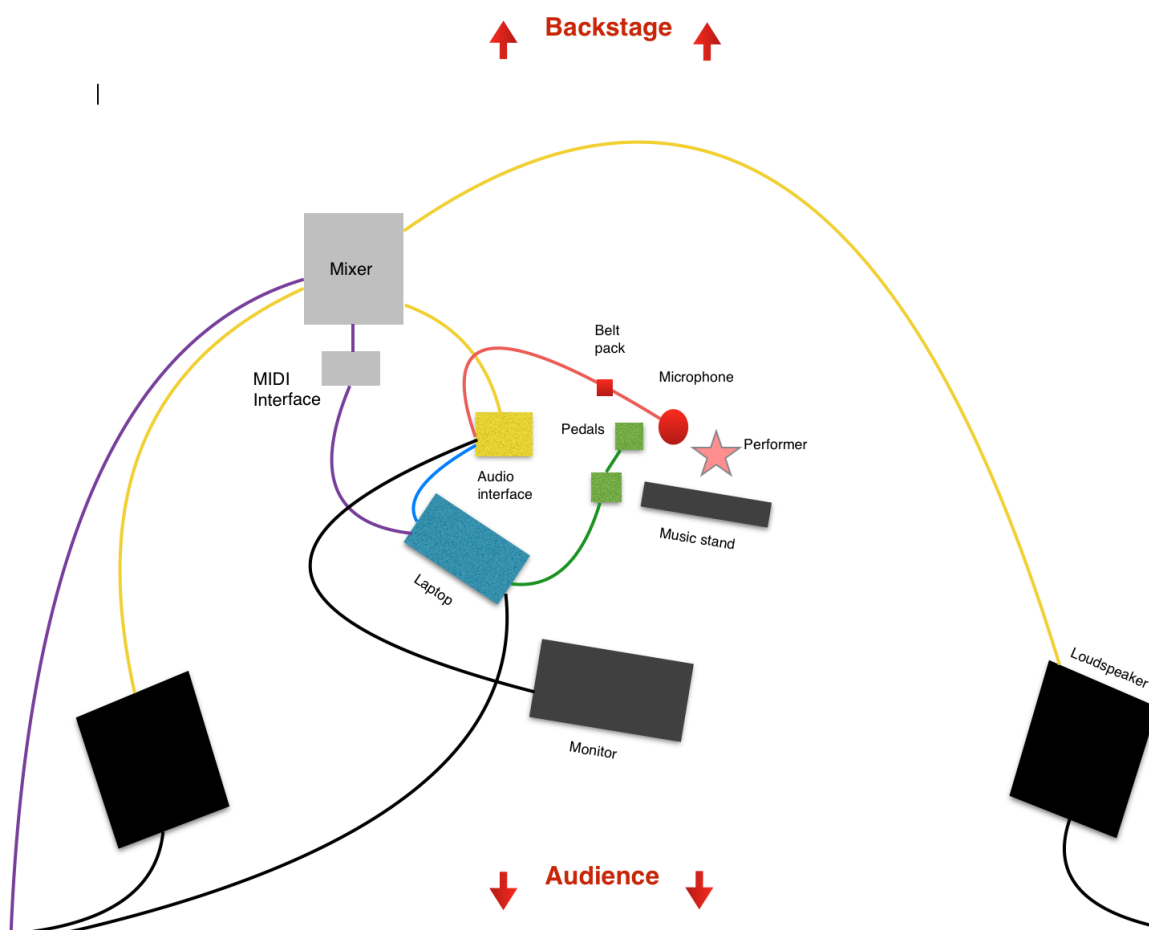 Backstage
Mixer
Belt
pack
MIDI
Interface
Microphone
Pedals
Performer
Audio
interface
Music stand
Laptop
Loudspeaker
Monitor
Audience